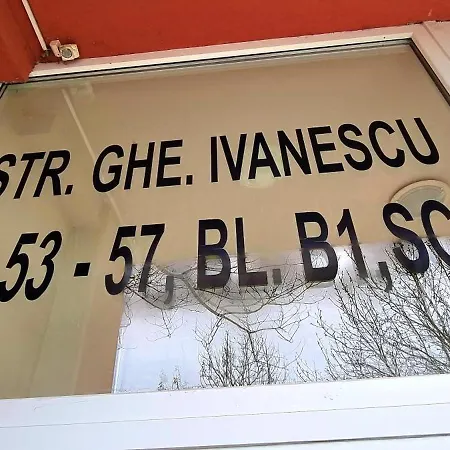 STR. GHE. IVANESCU
53 - 57, BL. B1, SC